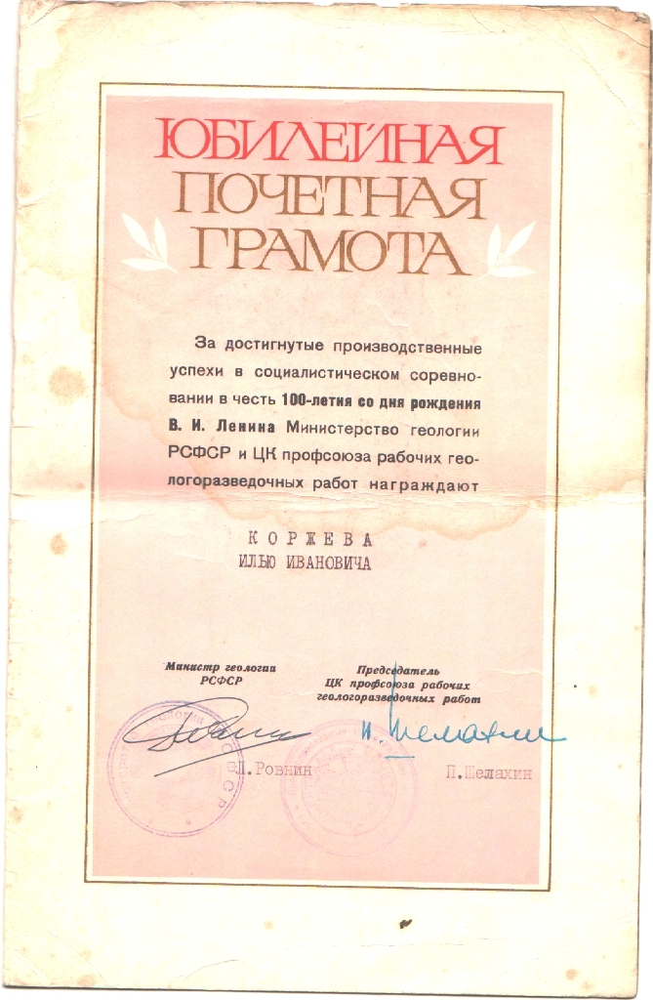 ЮБИЛЕЙНАЯ
ПОЧЕТНАЯ
ГРАМОТА
За достигнутые производственные
успехи в социалистическом соревно-
вании в честь 100-летия со дня рождения
В. И. Ленина Министерство геологии
РСФСР и ЦК профсоюза рабочих гео-
логоразведочных работ награждают
КОРЖЕВА
ИЛЬЮ ИВАНОВИЧА
Министр геологии
РСФСР
Председатель
ЦК профсоюза рабочих
геологоразведочных работ
Л. Ровнин
П. Шелахин